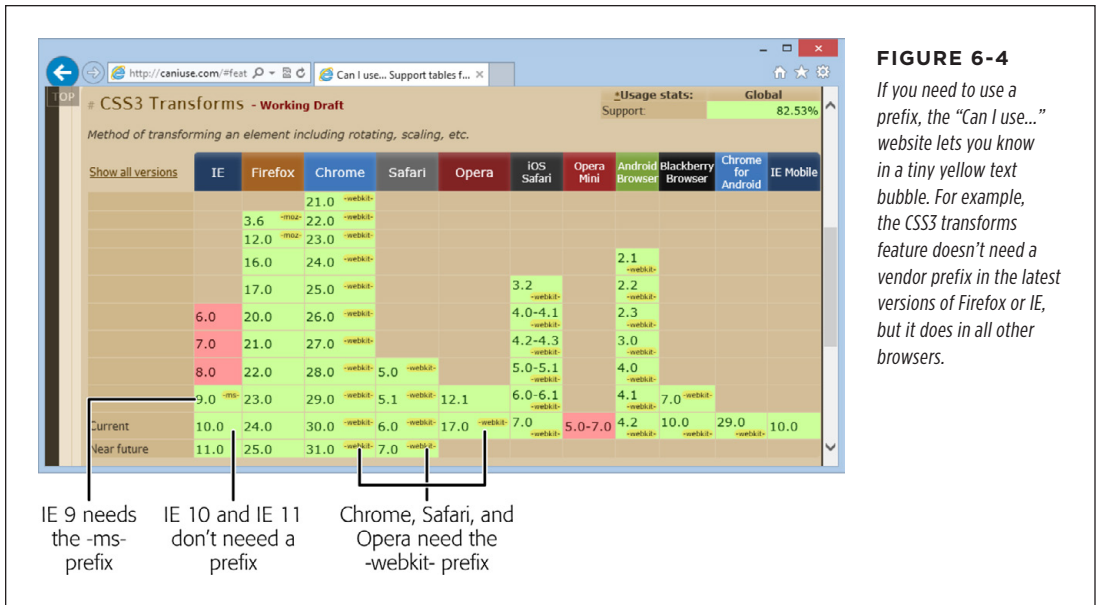 http://caniuse.com/#feat
Can I use... Support tables f...
TOP
# CSS3 Transforms - Working Draft
*Usage stats: Global
Support: 82.53%
Method of transforming an element including rotating, scaling, etc.
Show all versions IE Firefox Chrome Safari Opera iOS Safari Opera Mini Android Browser Blackberry Browser Chrome for Android IE Mobile
21.0 -webkit-
3.6 -moz- 22.0 -webkit-
12.0 -moz- 23.0 -webkit-
16.0 24.0 -webkit- 2.1 -webkit-
17.0 25.0 -webkit- 3.2 -webkit- 2.2 -webkit-
6.0 20.0 26.0 -webkit- 4.0-4.1 -webkit- 2.3 -webkit-
7.0 21.0 27.0 -webkit- 4.2-4.3 -webkit- 3.0 -webkit-
8.0 22.0 28.0 -webkit- 5.0 -webkit- 5.0-5.1 -webkit- 4.0 -webkit-
9.0 -ms- 23.0 29.0 -webkit- 5.1 -webkit- 12.1 6.0-6.1 -webkit- 4.1 -webkit- 7.0 -webkit-
Current 10.0 24.0 30.0 -webkit- 6.0 -webkit- 17.0 -webkit- 7.0 -webkit- 5.0-7.0 4.2 -webkit- 10.0 -webkit- 29.0 -webkit- 10.0
Near future 11.0 25.0 31.0 -webkit- 7.0 -webkit-
IE 9 needs
the -ms-
prefix
IE 10 and IE 11
don't neeed a
prefix
Chrome, Safari, and
Opera need the
-webkit- prefix
FIGURE 6-4
If you need to use a
prefix, the “Can I use...”
website lets you know
in a tiny yellow text
bubble. For example,
the CSS3 transforms
feature doesn’t need a
vendor prefix in the latest
versions of Firefox or IE,
but it does in all other
browsers.